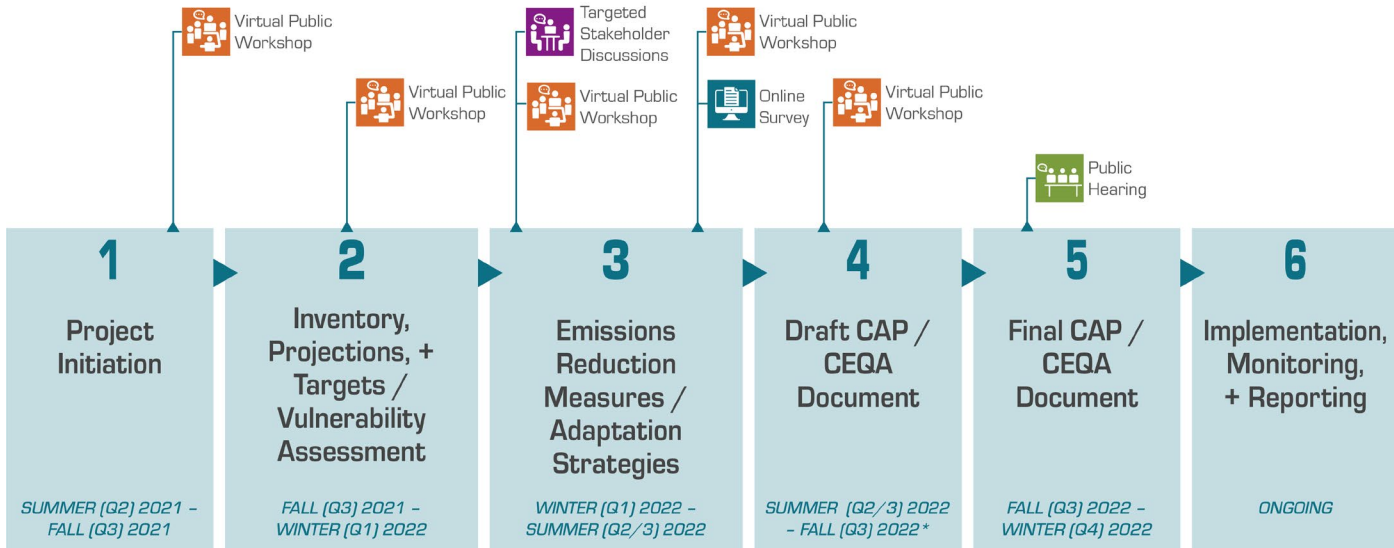 Virtual Public
Workshop
Virtual Public
Workshop
Targeted
Stakeholder
Discussions
Virtual Public
Workshop
Virtual Public
Workshop
Online
Survey
Virtual Public
Workshop
Public
Hearing
1
Project
Initiation
SUMMER (Q2) 2021 –
FALL (Q3) 2021
2
Inventory,
Projections, +
Targets /
Vulnerability
Assessment
FALL (Q3) 2021 –
WINTER (Q1) 2022
3
Emissions
Reduction
Measures /
Adaptation
Strategies
WINTER (Q1) 2022 –
SUMMER (Q2/3) 2022
4
Draft CAP /
CEQA
Document
SUMMER (Q2/3) 2022
– FALL (Q3) 2022*
5
Final CAP /
CEQA
Document
FALL (Q3) 2022 –
WINTER (Q4) 2022
6
Implementation,
Monitoring,
+ Reporting
ONGOING